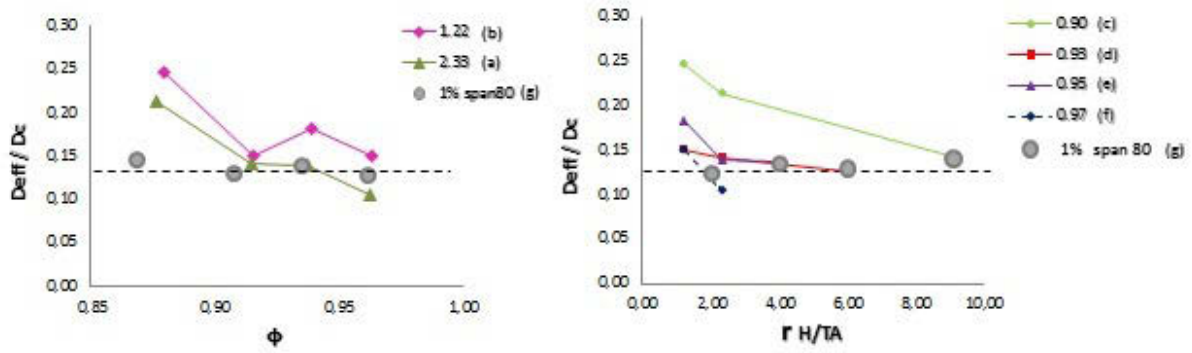 0,30
0,25
0,20
0,15
0,10
0,05
0,00
Deff / Dc
0,85
0,90
0,95
1,00
ϕ
1.22 (b)
2.33 (a)
1% span80 (g)
0,30
0,25
0,20
0,15
0,10
0,05
0,00
Deff / Dc
0,00
2,00
4,00
6,00
8,00
10,00
r H/TA
0.90 (c)
0.93 (d)
0.95 (e)
0.97 (f)
1% span 80 (g)